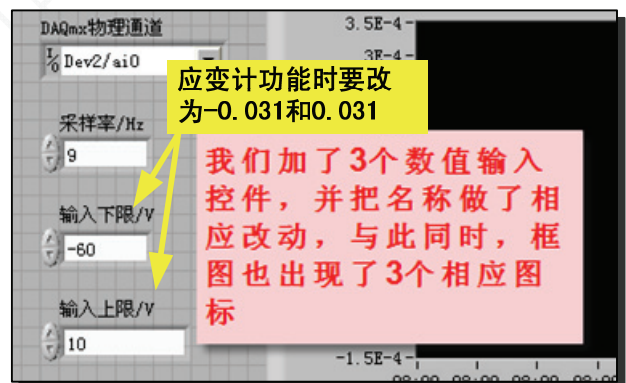 DAQmx物理通道
Dev2/ai0
采样率/Hz
9
输入下限/V
-60
输入上限/V
10
应变计功能时要改
为-0.031和0.031
我们加了3个数值输入
控件，并把名称做了相
应改动，与此同时，框
图也出现了3个相应图
标
3.5E-4-
3E-4-
-1.5E-4-